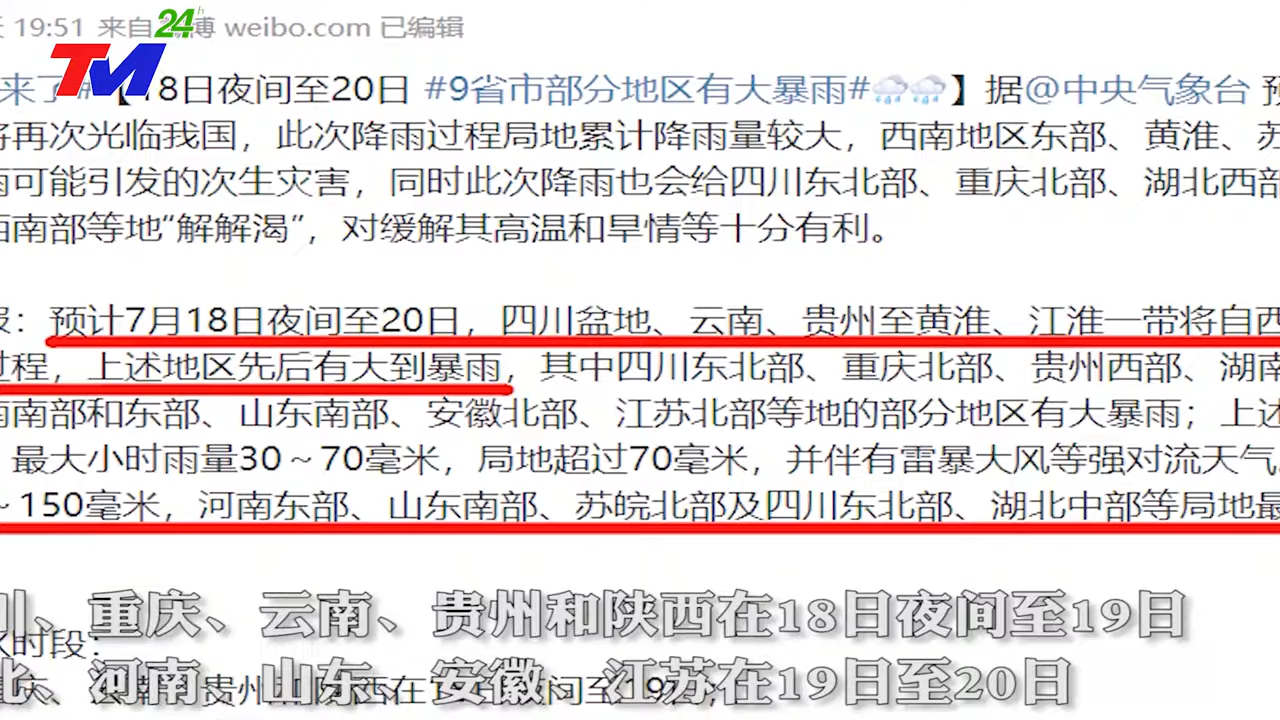 19:51 来自 博 weibo.com 已编辑
TM 24h
来了#【18日夜间至20日 #9省市部分地区有大暴雨#】据@中央气象台 预
将再次光临我国，此次降雨过程局地累计降雨量较大，西南地区东部、黄淮、苏
雨可能引发的次生灾害，同时此次降雨也会给四川东北部、重庆北部、湖北西部
西南部等地“解解渴”，对缓解其高温和旱情等十分有利。
报：预计7月18日夜间至20日，四川盆地、云南、贵州至黄淮、江淮一带将自西
过程，上述地区先后有大到暴雨，其中四川东北部、重庆北部、贵州西部、湖南
南南部和东部、山东南部、安徽北部、江苏北部等地的部分地区有大暴雨；上述
最大小时雨量30～70毫米，局地超过70毫米，并伴有雷暴大风等强对流天气。
～150毫米，河南东部、山东南部、苏皖北部及四川东北部、湖北中部等局地最
川、重庆、云南、贵州和陕西在18日夜间至19日
时段：
北、河南、山东、安徽、江苏在19日至20日
贵州和陕西在1 夜间至19日